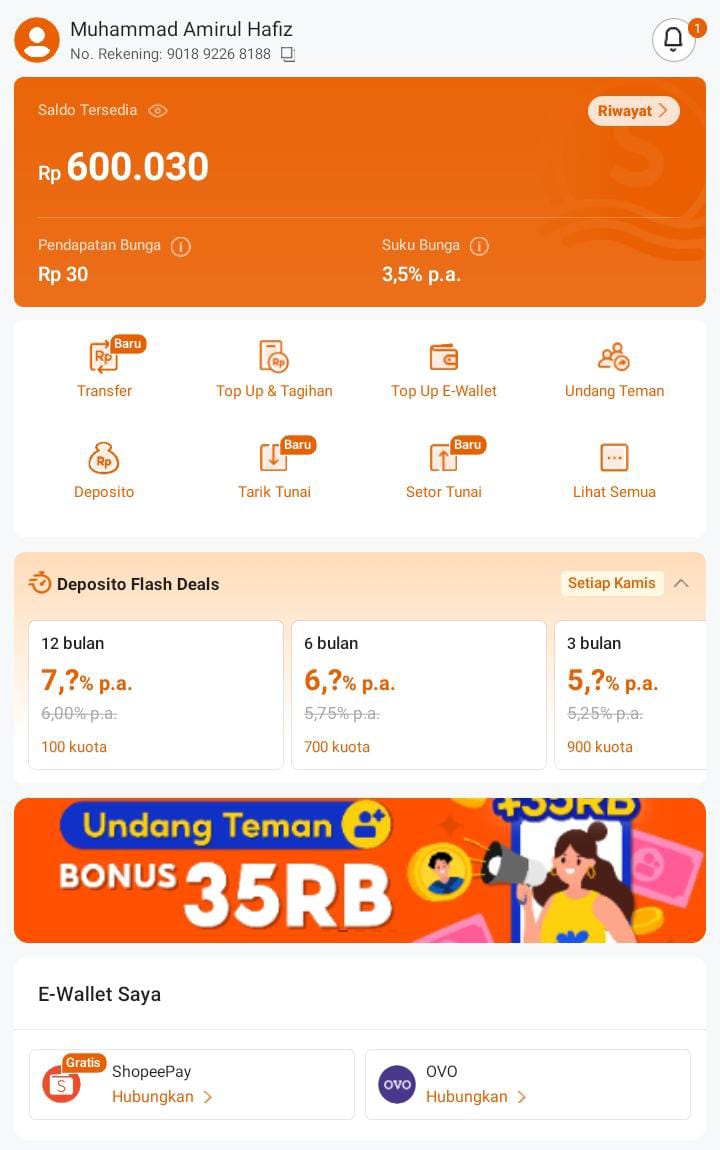 Muhammad Amirul Hafiz
No. Rekening: 9018 9226 8188
1
Saldo Tersedia
Riwayat
Rp 600.030
Pendapatan Bunga
Suku Bunga
Rp 30
3,5% p.a.
Baru
Transfer
Top Up & Tagihan
Top Up E-Wallet
Undang Teman
Deposito
Baru
Tarik Tunai
Baru
Setor Tunai
Lihat Semua
Deposito Flash Deals
Setiap Kamis
12 bulan
7,?% p.a.
6,00% p.a.
100 kuota
6 bulan
6,?% p.a.
5,75% p.a.
700 kuota
3 bulan
5,?% p.a.
5,25% p.a.
900 kuota
Undang Teman
BONUS 35RB
+35RB
E-Wallet Saya
Gratis
ShopeePay
Hubungkan
OVO
OVO
Hubungkan